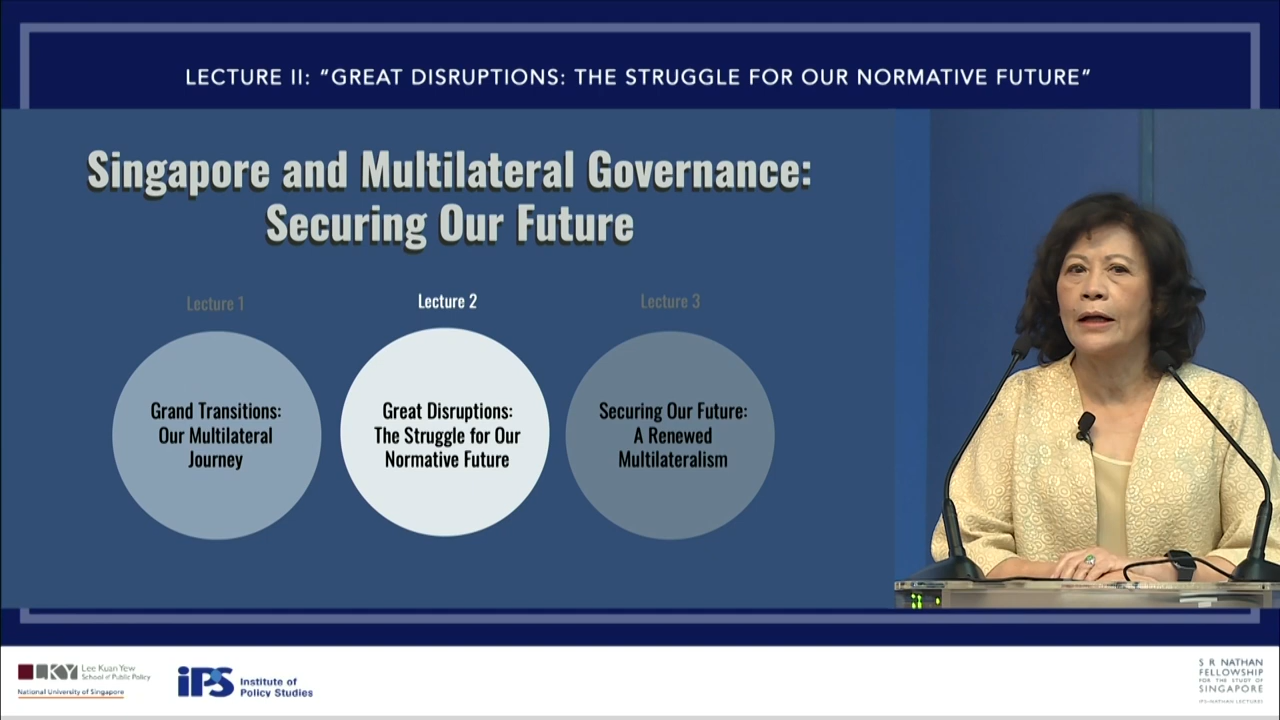 LECTURE II: “GREAT DISRUPTIONS: THE STRUGGLE FOR OUR NORMATIVE FUTURE”
Singapore and Multilateral Governance:
Securing Our Future
Lecture 1
Lecture 2
Lecture 3
Grand Transitions:
Our Multilateral
Journey
Great Disruptions:
The Struggle for Our
Normative Future
Securing Our Future:
A Renewed
Multilateralism
LKY
Lee Kuan Yew
School of Public Policy
National University of Singapore
iPS
Institute of
Policy Studies
S R NATHAN
FELLOWSHIP
FOR THE STUDY OF
SINGAPORE
IPS-NATHAN LECTURES